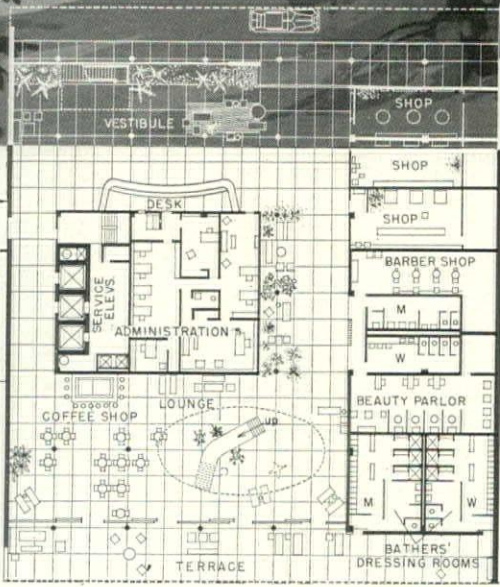 SHOP
VESTIBULE
SHOP
DESK
SHOP
BARBER SHOP
SERVICE
ELEVS.
M
ADMINISTRATION
W
BEAUTY PARLOR
LOUNGE
COFFEE SHOP
UP
M
W
BATHERS'
DRESSING ROOMS
TERRACE